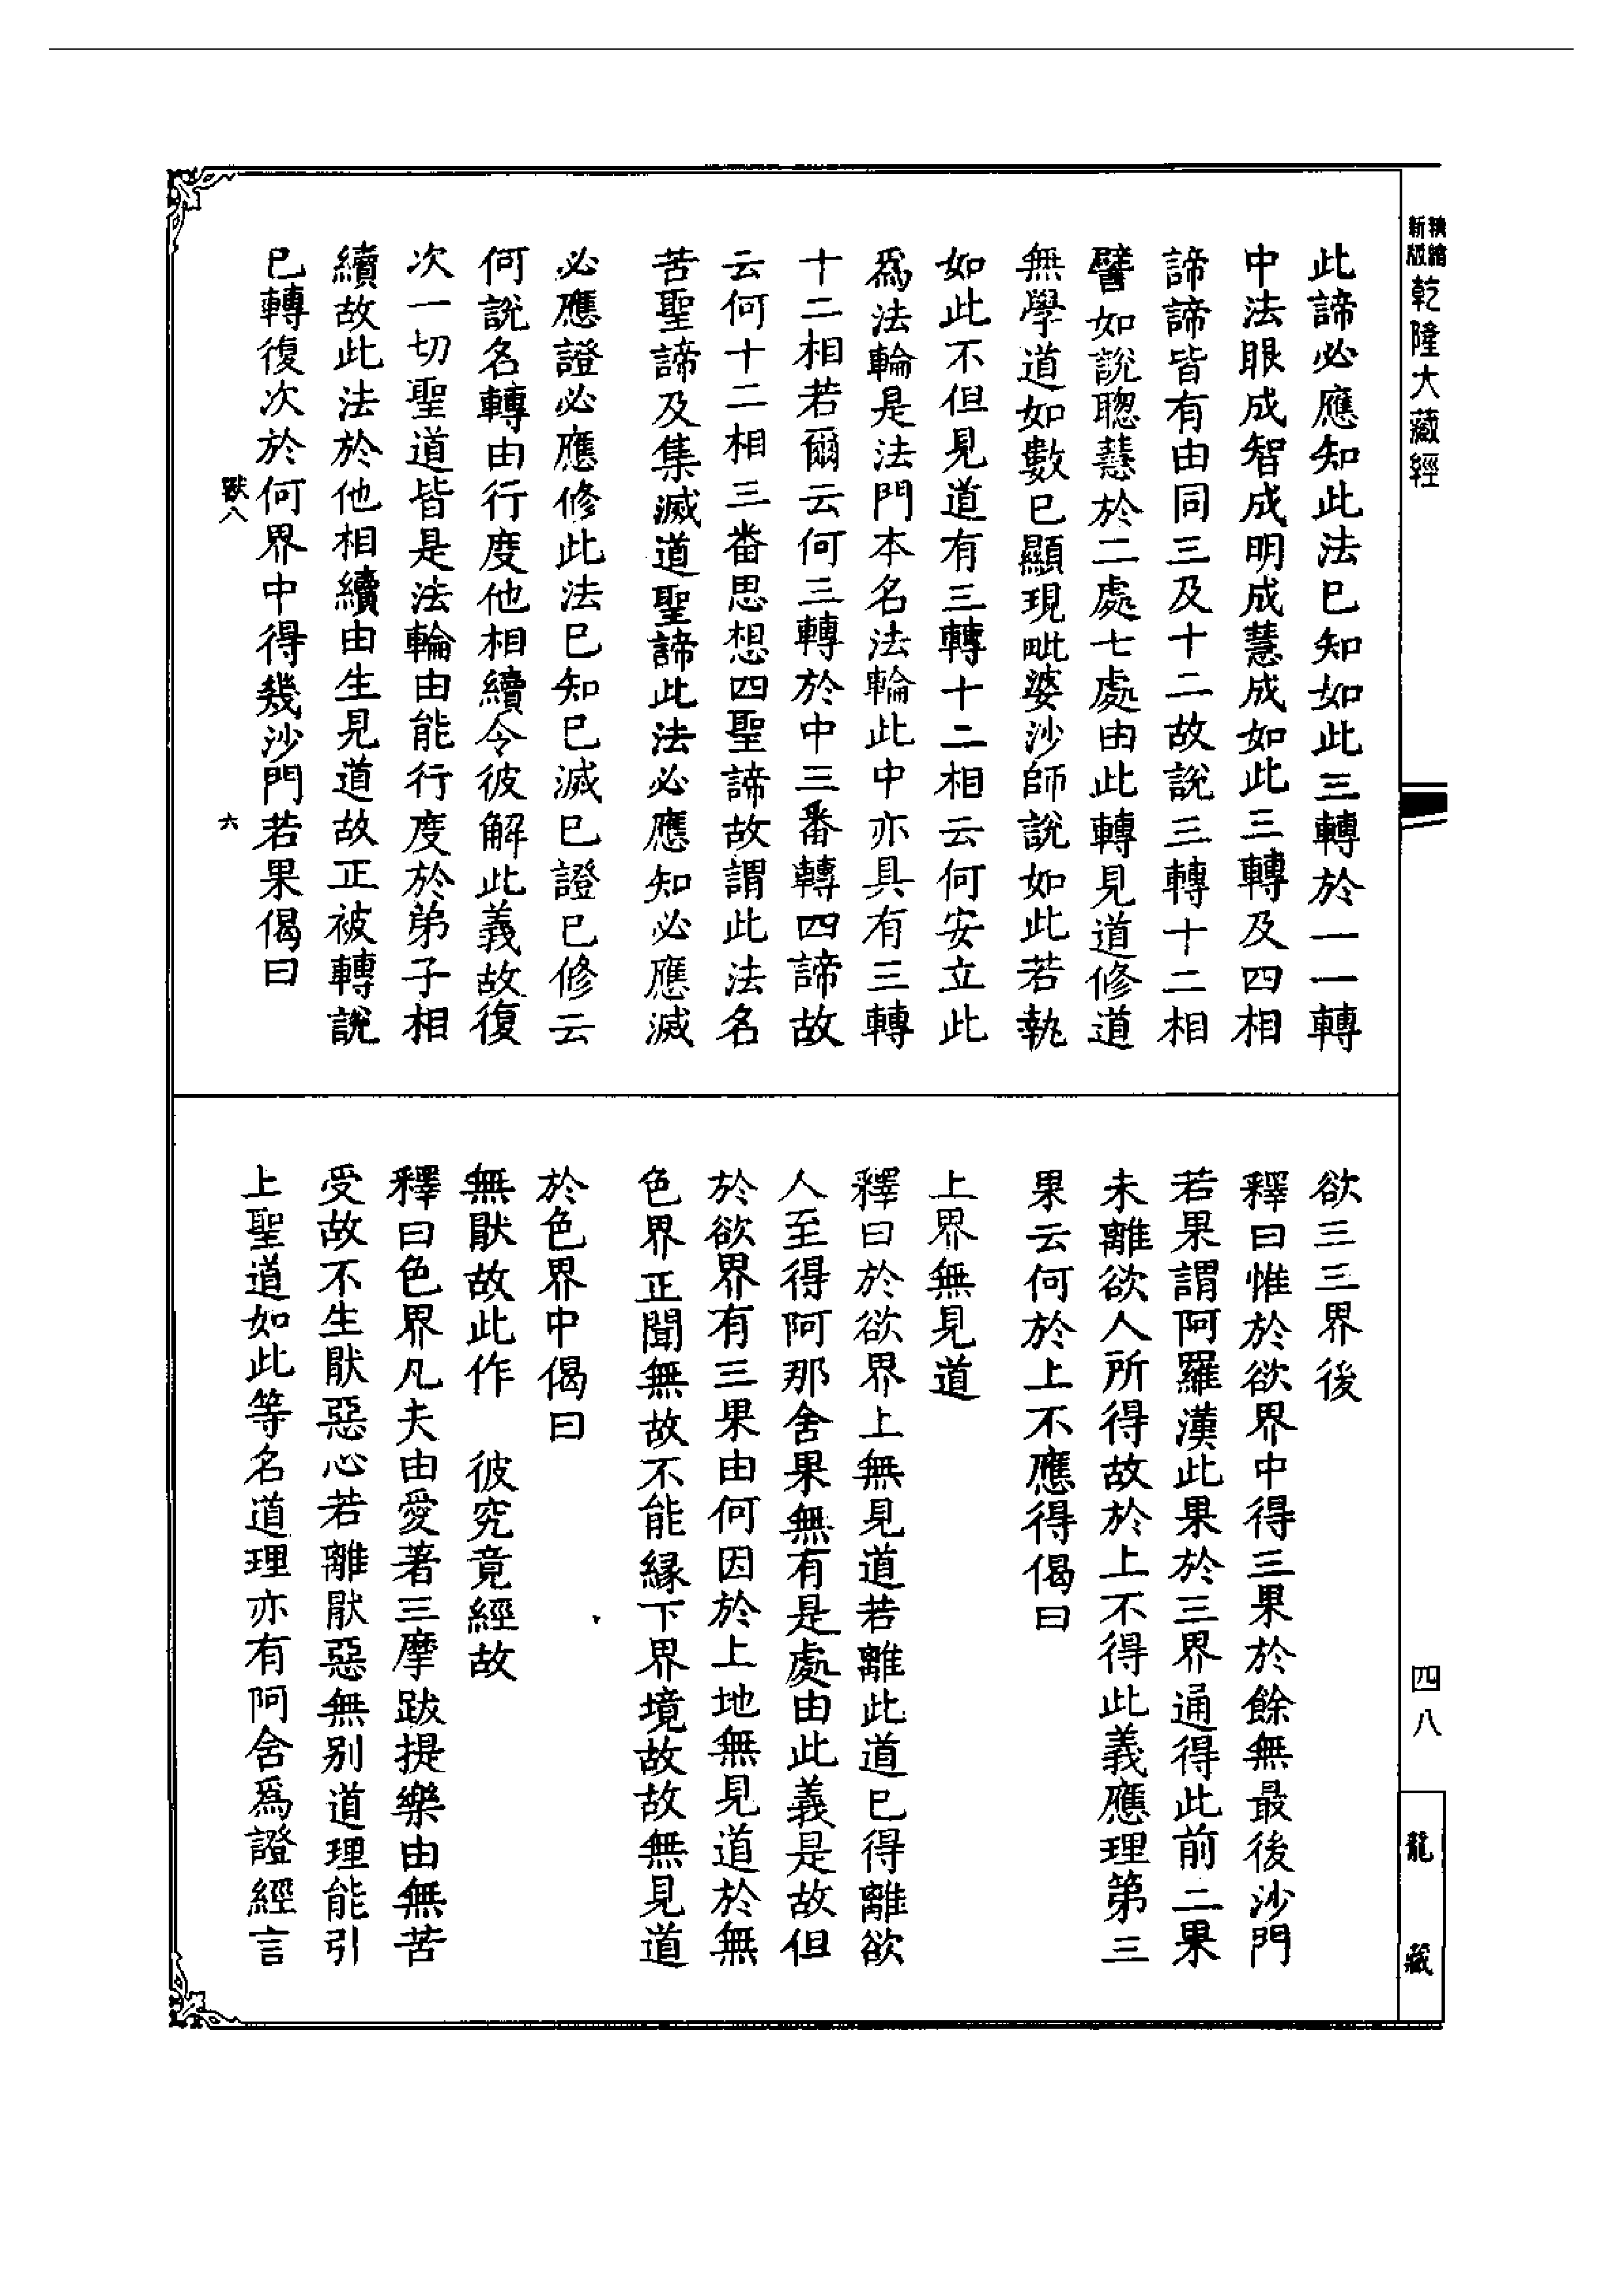 新版精縮乾隆大藏經
此諦必應知此法已知如此三轉於一一轉
中法眼成智成明成慧成如此三轉及四相
諦諦皆有由同三及十二故說三轉十二相
譬如說聰慧於二處七處由此轉見道修道
無學道如數已顯現毗婆沙師說如此若執
如此不但見道有三轉十二相云何安立此
爲法輪是法門本名法輪此中亦具有三轉
十二相若爾云何三轉於中三番轉四諦故
云何十二相三番思想四聖諦故謂此法名
苦聖諦及集滅道聖諦此法必應知必應滅
必應證必應修此法已知已滅已證已修云
何說名轉由行度他相續令彼解此義故復
次一切聖道皆是法輪由能行度於弟子相
續故此法於他相續由生見道故正被轉說
已轉復次於何界中得幾沙門若果偈曰
獸八
六
欲三三界後
釋曰惟於欲界中得三果於餘無最後沙門
若果謂阿羅漢此果於三界通得此前二果
未離欲人所得故於上不得此義應理第三
果云何於上不應得偈曰
上界無見道
釋曰於欲界上無見道若離此道已得離欲
人至得阿那舍果無有是處由此義是故但
於欲界有三果由何因於上地無見道於無
色界正聞無故不能緣下界境故故無見道
於色界中偈曰
無猒故此作　彼究竟經故
釋曰色界凡夫由愛著三摩跋提樂由無苦
受故不生猒惡心若離猒惡無別道理能引
上聖道如此等名道理亦有阿舍爲證經言
四八
龍藏